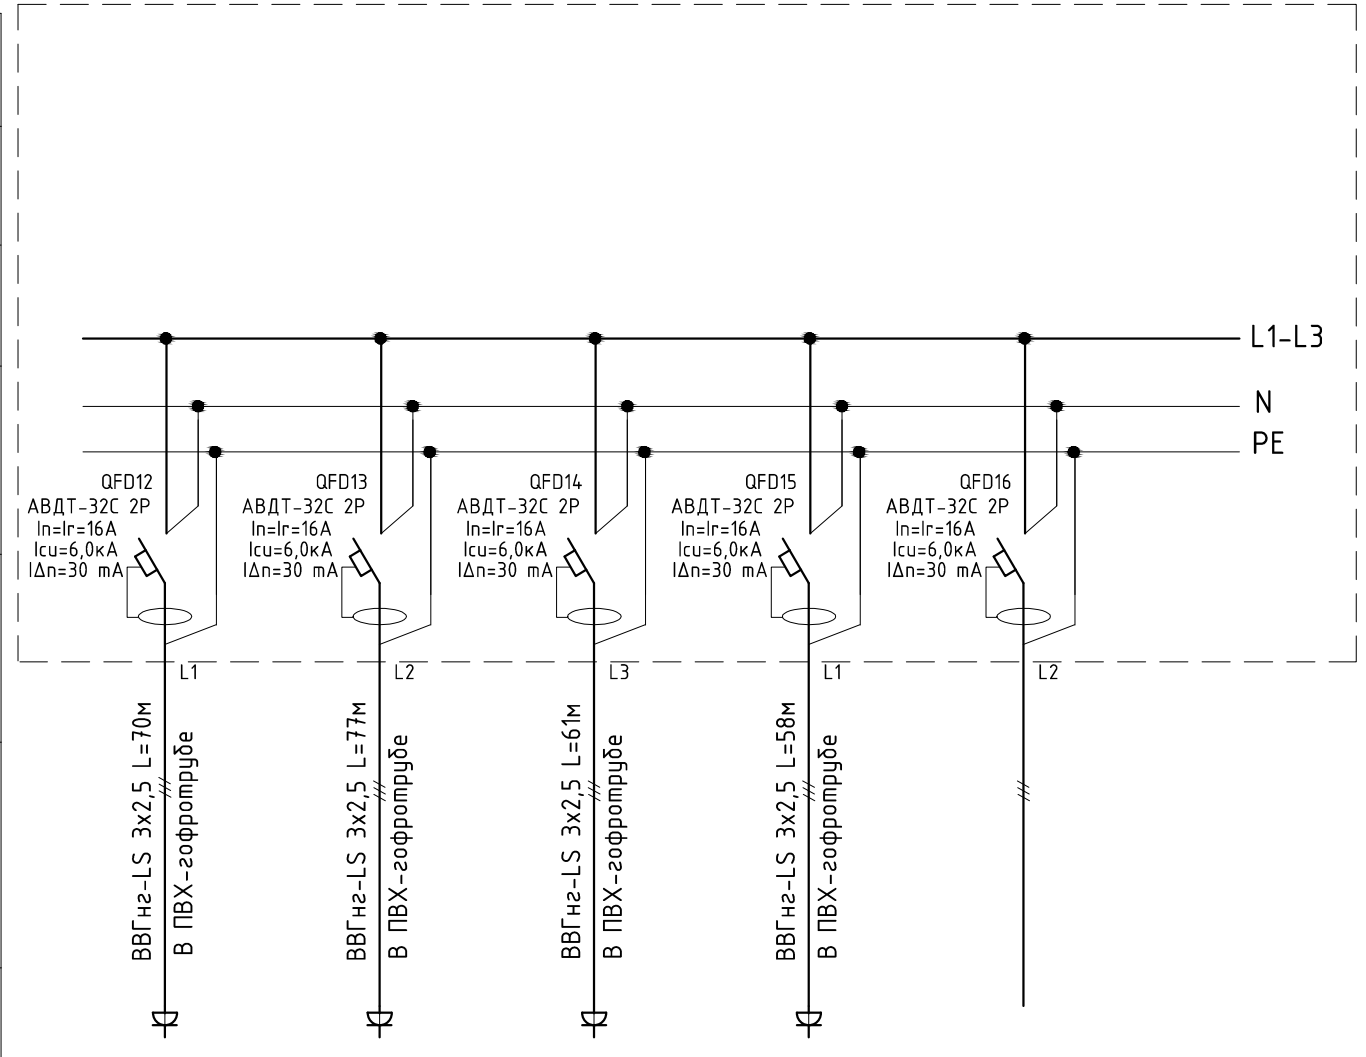 L1-L3
N
PE
QFD12
АВДТ-32С 2Р
In=Ir=16А
Icu=6,0кА
IΔn=30 mA
QFD13
АВДТ-32С 2Р
In=Ir=16А
Icu=6,0кА
IΔn=30 mA
QFD14
АВДТ-32С 2Р
In=Ir=16А
Icu=6,0кА
IΔn=30 mA
QFD15
АВДТ-32С 2Р
In=Ir=16А
Icu=6,0кА
IΔn=30 mA
QFD16
АВДТ-32С 2Р
In=Ir=16А
Icu=6,0кА
IΔn=30 mA
L1
L2
L3
L1
L2
ВВГнг-LS 3х2,5 L=70м
В ПВХ-гофротрубе
ВВГнг-LS 3х2,5 L=77м
В ПВХ-гофротрубе
ВВГнг-LS 3х2,5 L=61м
В ПВХ-гофротрубе
ВВГнг-LS 3х2,5 L=58м
В ПВХ-гофротрубе